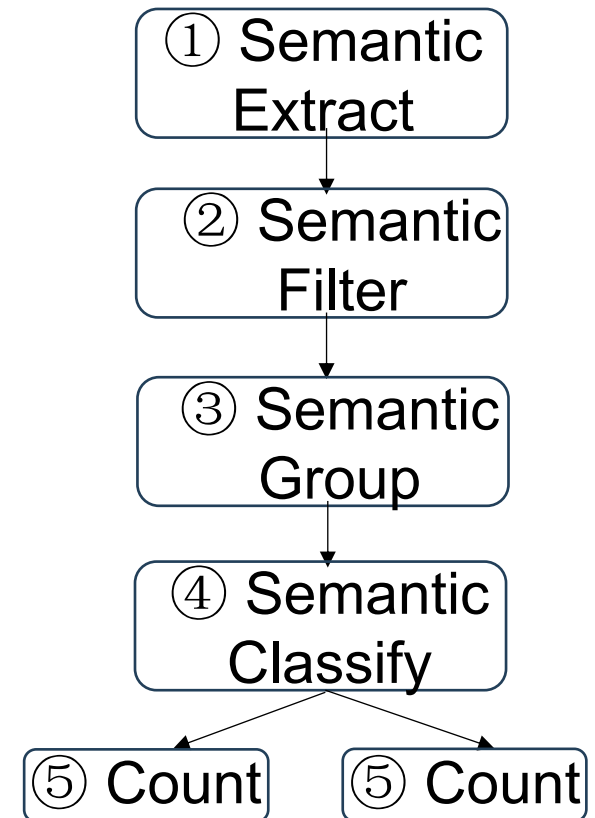 ① Semantic
Extract
② Semantic
Filter
③ Semantic
Group
④ Semantic
Classify
⑤ Count
⑤ Count